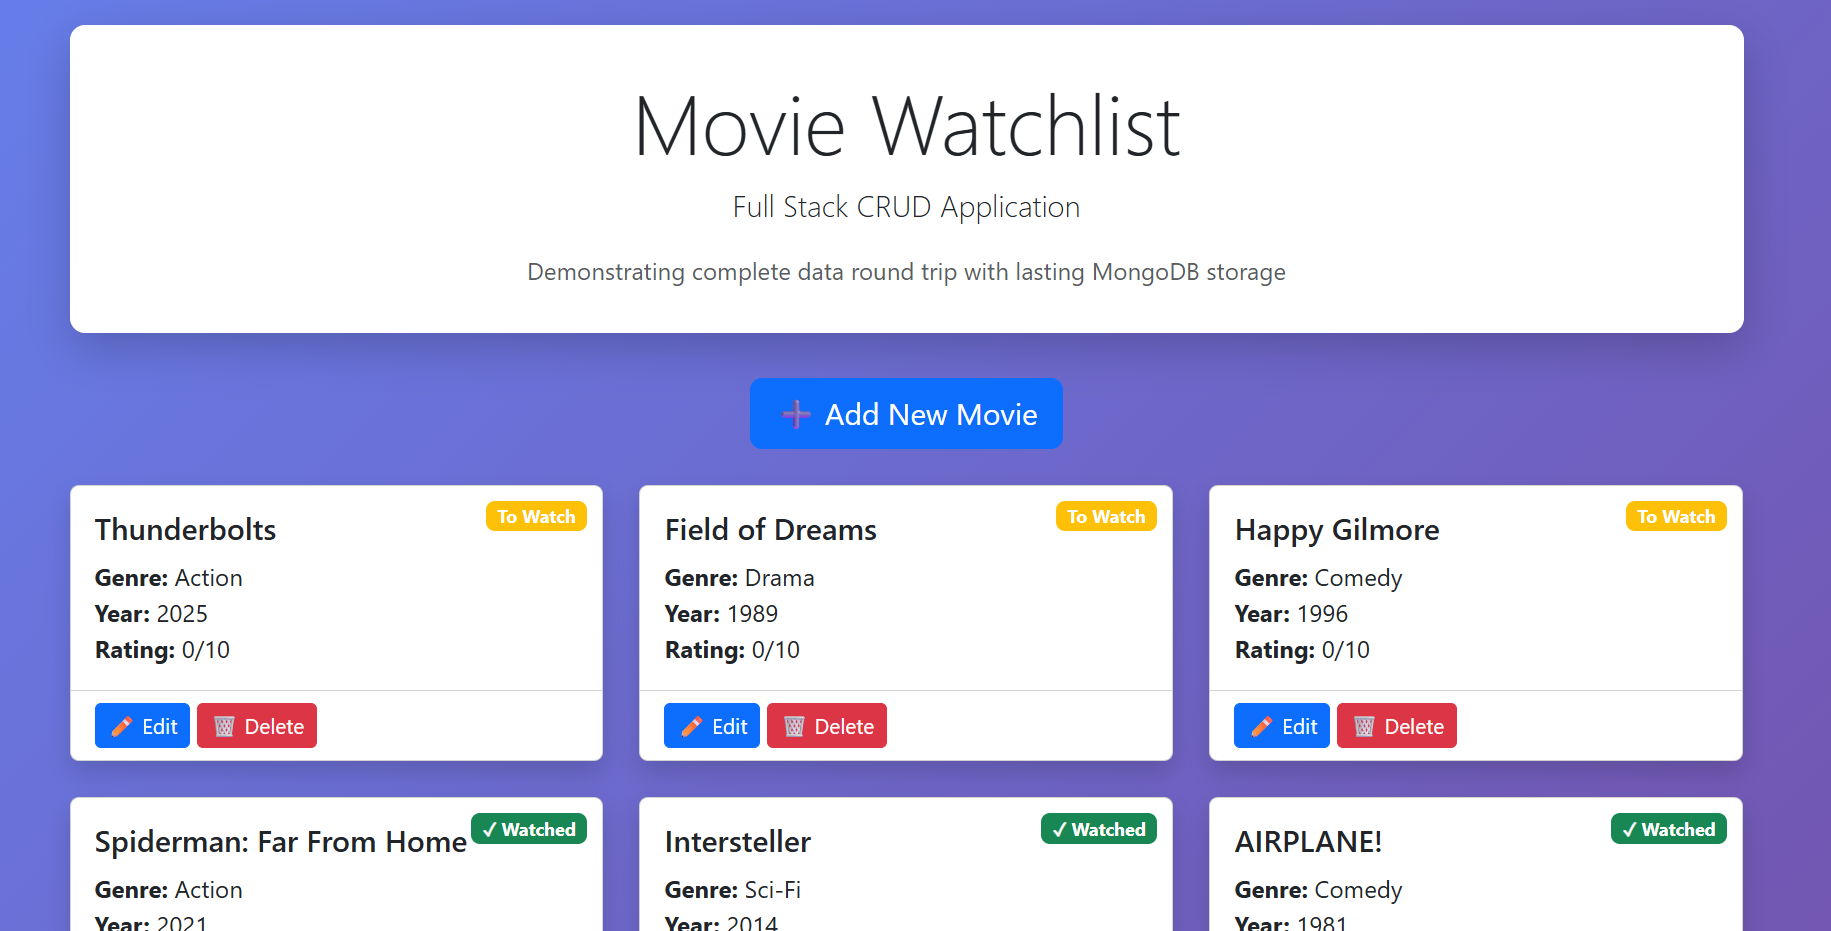 Movie Watchlist
Full Stack CRUD Application
Demonstrating complete data round trip with lasting MongoDB storage
➕ Add New Movie
Thunderbolts
To Watch
Genre: Action
Year: 2025
Rating: 0/10
✏️ Edit
🗑️ Delete
Field of Dreams
To Watch
Genre: Drama
Year: 1989
Rating: 0/10
✏️ Edit
🗑️ Delete
Happy Gilmore
To Watch
Genre: Comedy
Year: 1996
Rating: 0/10
✏️ Edit
🗑️ Delete
Spiderman: Far From Home
✓ Watched
Genre: Action
Year: 2021
Intersteller
✓ Watched
Genre: Sci-Fi
Year: 2014
AIRPLANE!
✓ Watched
Genre: Comedy
Year: 1981